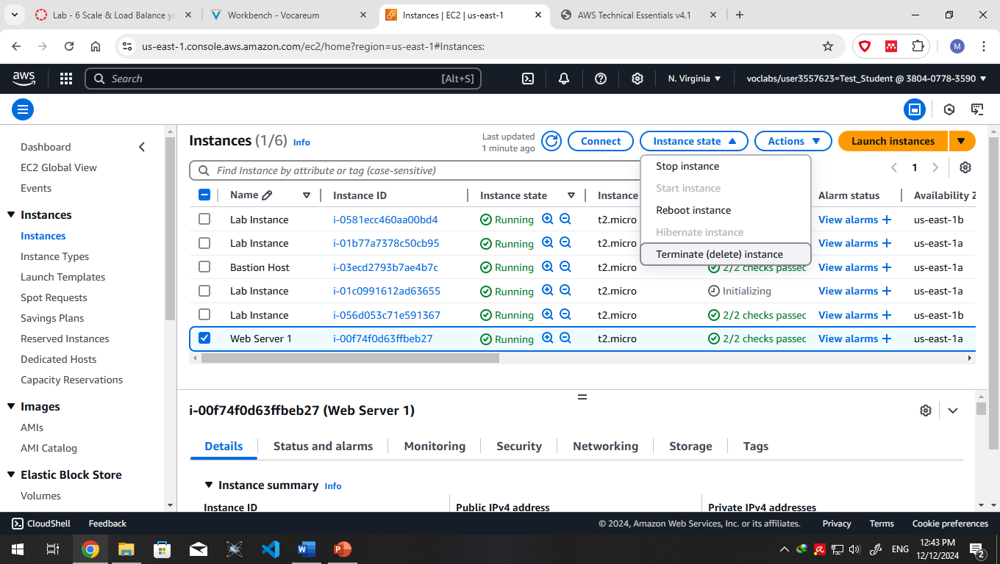 Lab - 6 Scale & Load Balance yo
Workbench - Vocareum
Instances | EC2 | us-east-1
AWS Technical Essentials v4.1
us-east-1.console.aws.amazon.com/ec2/home?region=us-east-1#Instances:
M
aws
Search [Alt+S]
N. Virginia
voclabs/user3557623=Test_Student @ 3804-0778-3590
Dashboard
EC2 Global View
Events
Instances
Instances
Instance Types
Launch Templates
Spot Requests
Savings Plans
Reserved Instances
Dedicated Hosts
Capacity Reservations
Images
AMIs
AMI Catalog
Elastic Block Store
Volumes
Instances (1/6) Info
Last updated
1 minute ago
Connect
Instance state
Actions
Launch instances
Find Instance by attribute or tag (case-sensitive)
1
Stop instance
Start instance
Reboot instance
Hibernate instance
Terminate (delete) instance
Name Instance ID Instance state Instance Alarm status Availability Z
Lab Instance i-0581ecc460aa00bd4 Running t2.micro View alarms + us-east-1b
Lab Instance i-01b77a7378c50cb95 Running t2.micro View alarms + us-east-1a
Bastion Host i-03ecd2793b7ae4b7c Running t2.micro 2/2 checks passec View alarms + us-east-1a
Lab Instance i-01c0991612ad63655 Running t2.micro Initializing View alarms + us-east-1a
Lab Instance i-056d053c71e591367 Running t2.micro 2/2 checks passec View alarms + us-east-1b
Web Server 1 i-00f74f0d63ffbeb27 Running t2.micro 2/2 checks passec View alarms + us-east-1a
i-00f74f0d63ffbeb27 (Web Server 1)
Details Status and alarms Monitoring Security Networking Storage Tags
Instance summary Info
Instance ID Public IPv4 address Private IPv4 addresses
CloudShell Feedback © 2024, Amazon Web Services, Inc. or its affiliates. Privacy Terms Cookie preferences
ENG
12:43 PM
12/12/2024
2